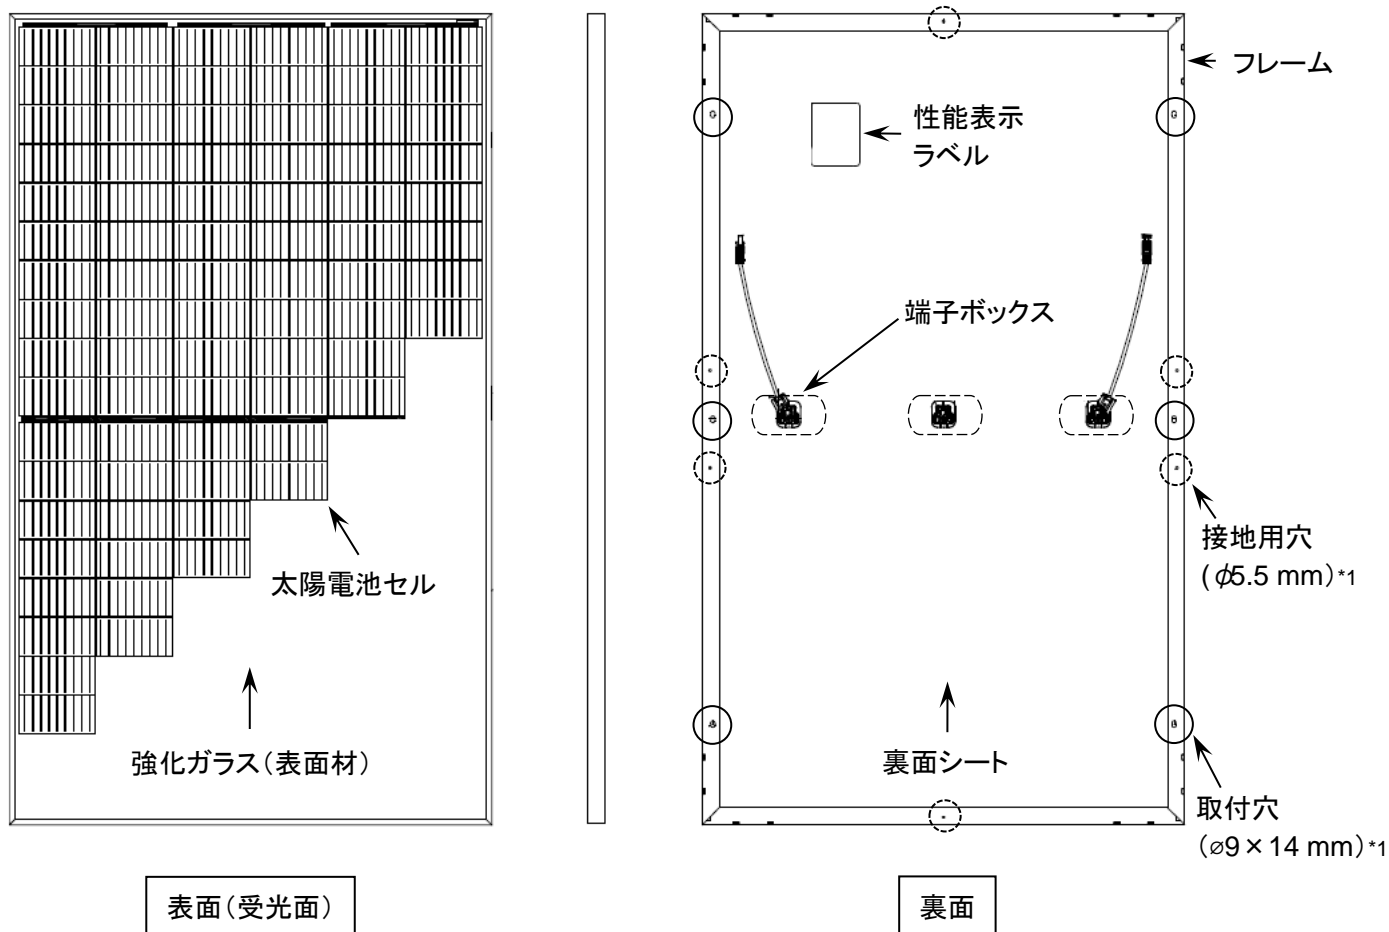 フレーム
性能表示
ラベル
端子ボックス
接地用穴
(φ5.5 mm)*1
太陽電池セル
強化ガラス(表面材)
裏面シート
取付穴
(⌀9×14 mm)*1
表面(受光面)
裏面